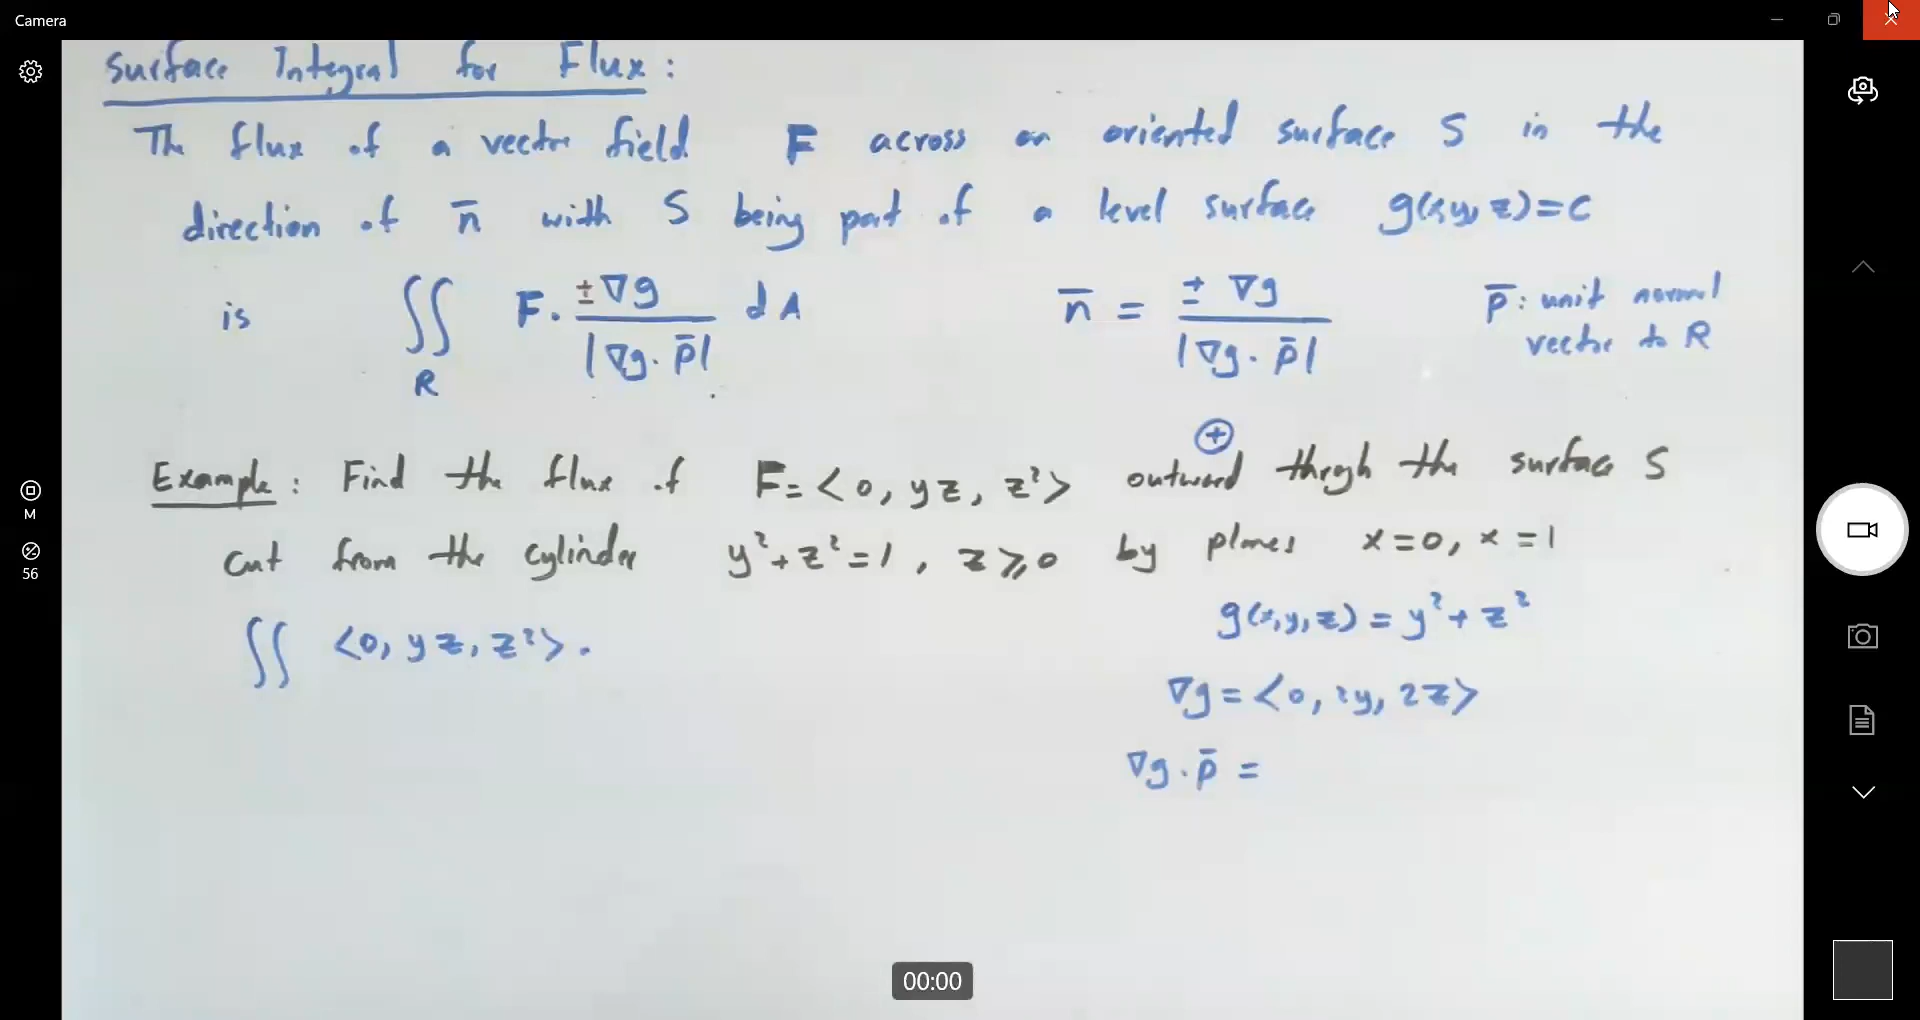 Camera
Surface Integral for Flux:
The flux of a vector field F across an oriented surface S in the
direction of n̅ with S being part of a level surface g(x,y,z)=c
is ∬_R F. ±∇g/|∇g.p̅| dA n̅ = ±∇g/|∇g.p̅| p̅: unit normal
vector to R
⊕
Example: Find the flux of F=<0, yz, z²> outward through the surface S
cut from the cylinder y²+z²=1, z≥0 by planes x=0, x=1
g(x,y,z) = y²+z²
∬ <0, yz, z²>.
∇g = <0, 2y, 2z>
∇g.p̅ =
M
56
00:00